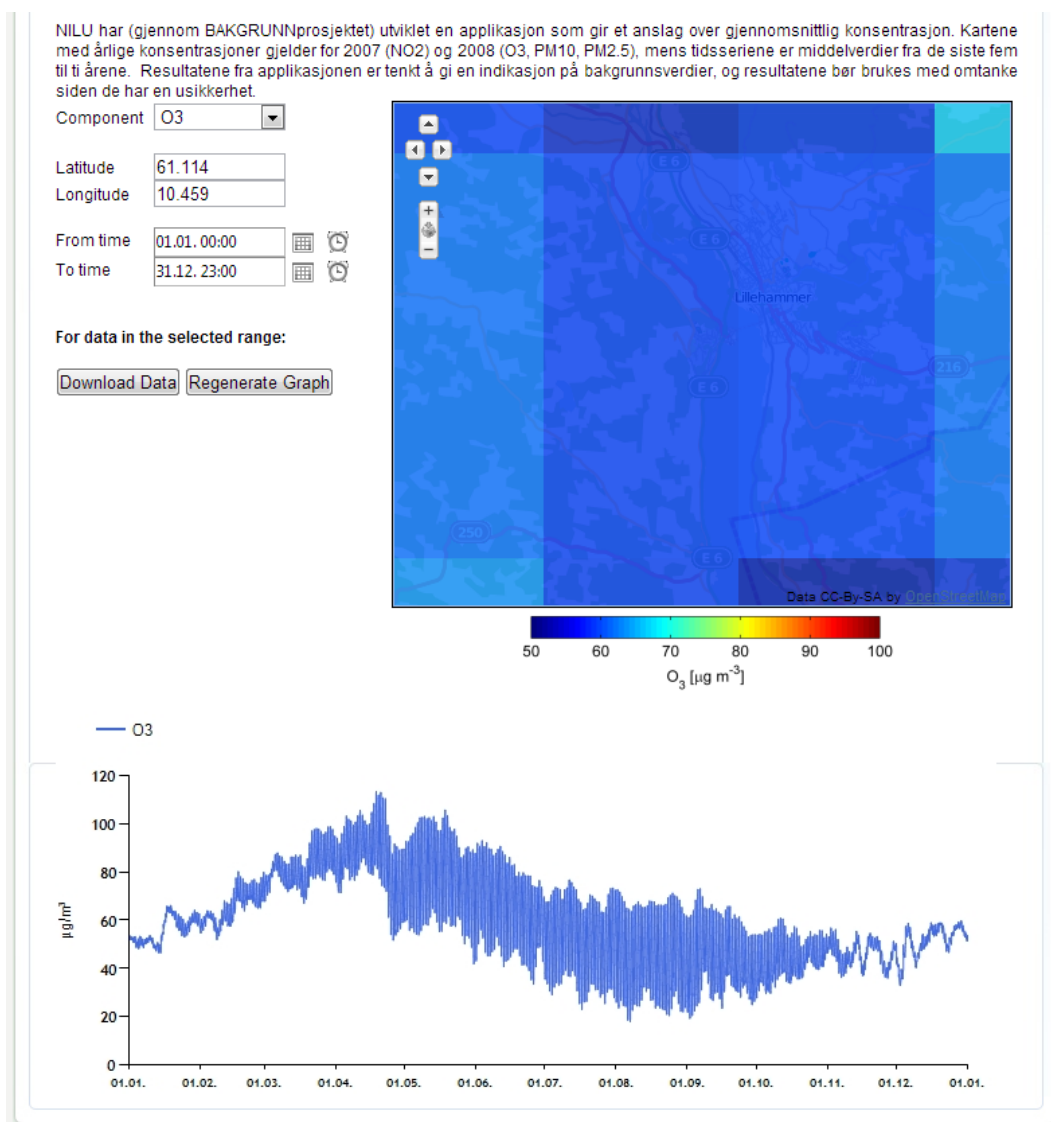 NILU har (gjennom BAKGRUNNprosjektet) utviklet en applikasjon som gir et anslag over gjennomsnittlig konsentrasjon. Kartene
med årlige konsentrasjoner gjelder for 2007 (NO2) og 2008 (O3, PM10, PM2.5), mens tidsseriene er middelverdier fra de siste fem
til ti årene. Resultatene fra applikasjonen er tenkt å gi en indikasjon på bakgrunnsverdier, og resultatene bør brukes med omtanke
siden de har en usikkerhet.
Component O3
Latitude 61.114
Longitude 10.459
From time 01.01. 00:00
To time 31.12. 23:00
For data in the selected range:
Download Data Regenerate Graph
E 6
E 6
Lillehammer
216
E 6
250
E 6
Data CC-By-SA by OpenStreetMap
50 60 70 80 90 100
O3 [µg m-3]
O3
120
100
80
60
40
20
0
µg/m³
01.01. 01.02. 01.03. 01.04. 01.05. 01.06. 01.07. 01.08. 01.09. 01.10. 01.11. 01.12. 01.01.